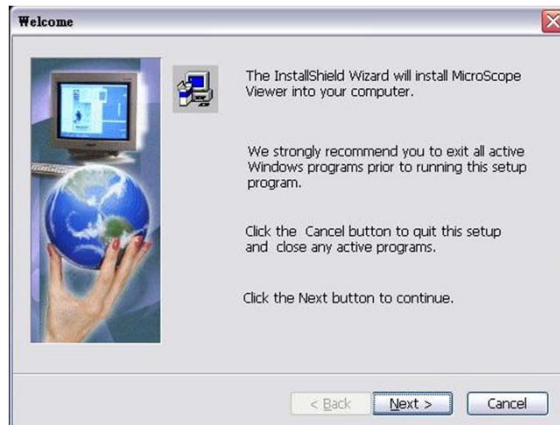 Welcome
The InstallShield Wizard will install MicroScope
Viewer into your computer.
We strongly recommend you to exit all active
Windows programs prior to running this setup
program.
Click the Cancel button to quit this setup
and close any active programs.
Click the Next button to continue.
< Back
Next >
Cancel